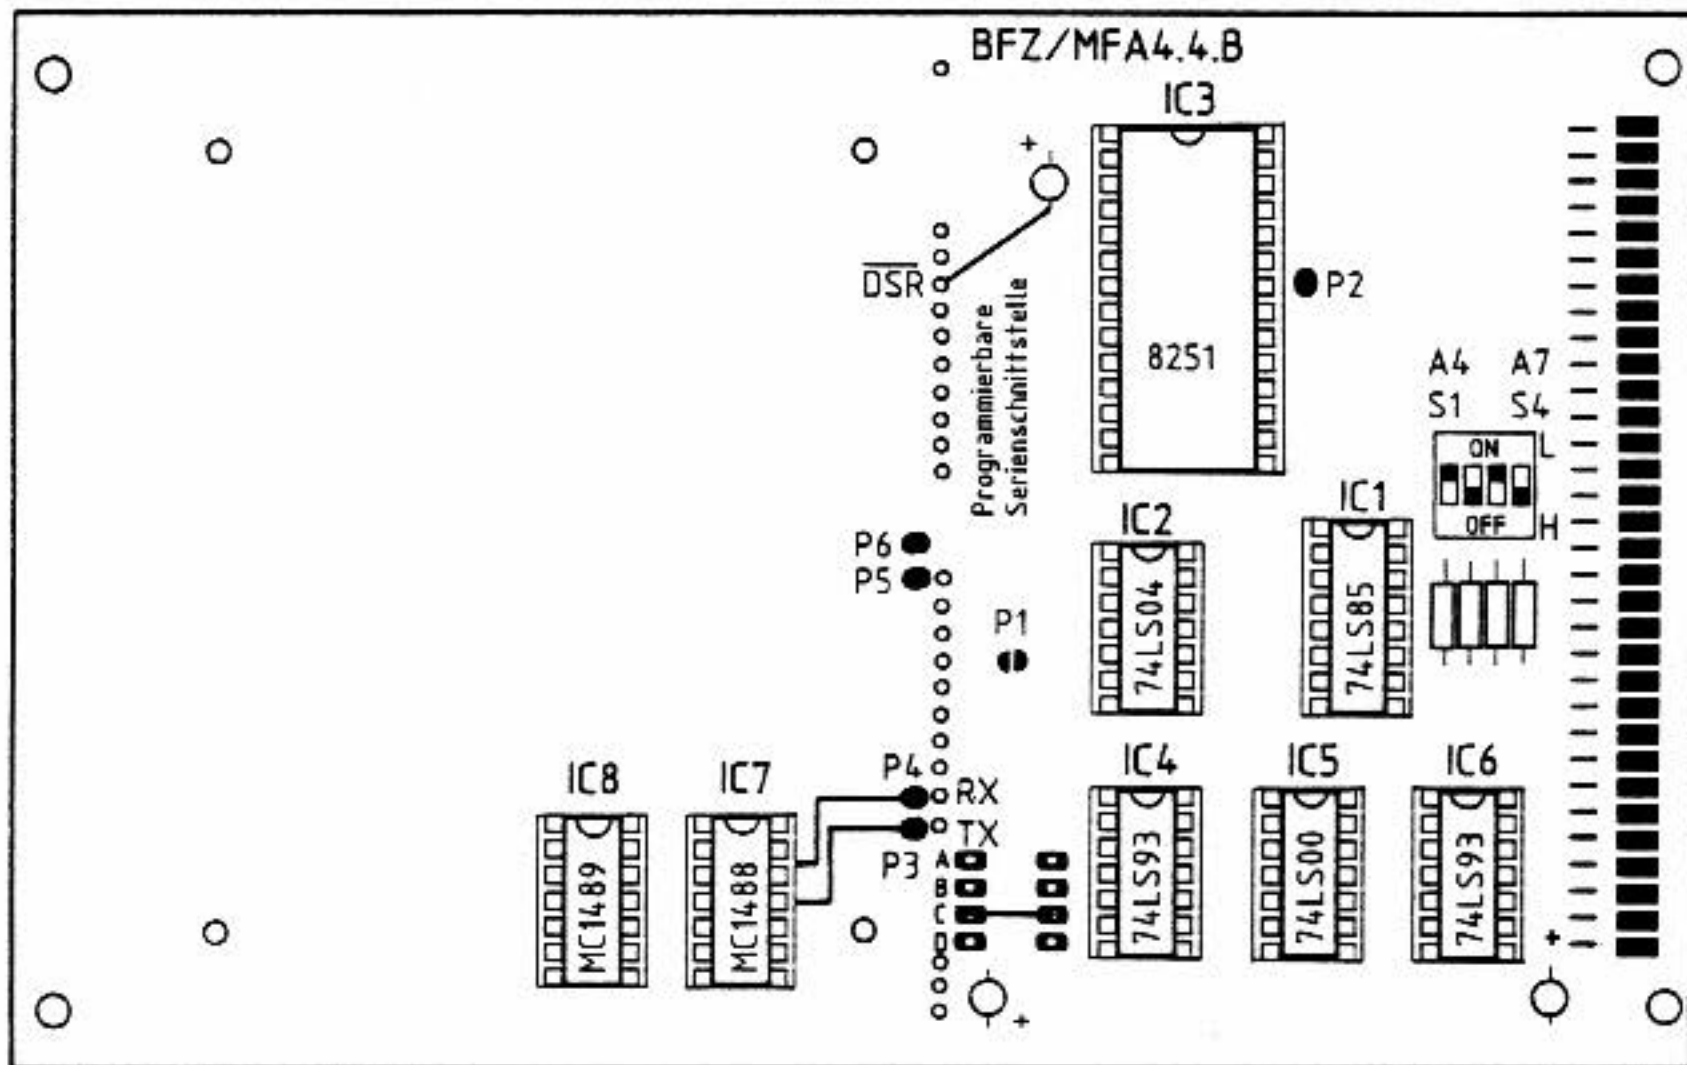 BFZ/MFA4.4.B
IC3
+
DSR
Programmierbare
Serienschnittstelle
8251
P2
A4 A7
S1 S4
ON L
OFF H
P6
P5
P1
IC2
74LS04
IC1
74LS85
IC8
MC1489
IC7
MC1488
P4
RX
TX
P3
A
B
C
D
IC4
74LS93
IC5
74LS00
IC6
74LS93
+
+